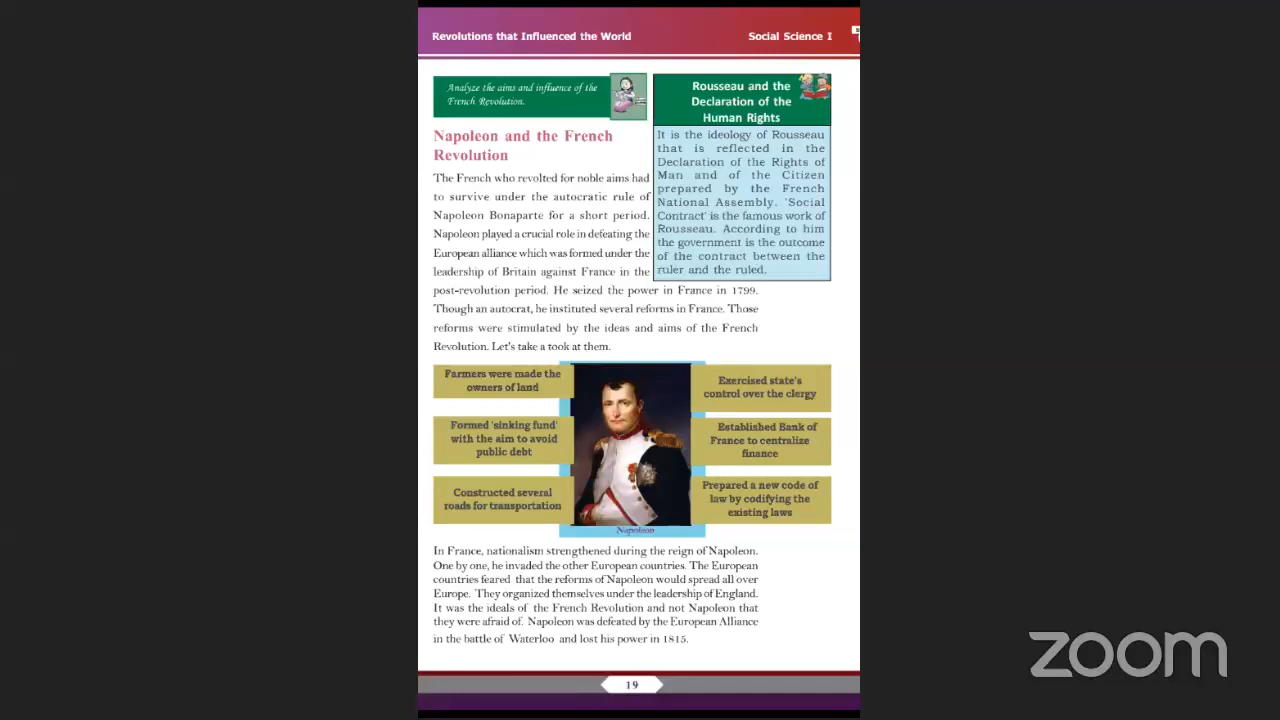 Revolutions that Influenced the World
Social Science I
Analyze the aims and influence of the
French Revolution.
Napoleon and the French
Revolution
The French who revolted for noble aims had
to survive under the autocratic rule of
Napoleon Bonaparte for a short period.
Napoleon played a crucial role in defeating the
European alliance which was formed under the
leadership of Britain against France in the
post-revolution period. He seized the power in France in 1799.
Though an autocrat, he instituted several reforms in France. Those
reforms were stimulated by the ideas and aims of the French
Revolution. Let's take a took at them.
Rousseau and the
Declaration of the
Human Rights
It is the ideology of Rousseau
that is reflected in the
Declaration of the Rights of
Man and of the Citizen
prepared by the French
National Assembly. 'Social
Contract' is the famous work of
Rousseau. According to him
the government is the outcome
of the contract between the
ruler and the ruled.
Farmers were made the
owners of land
Formed 'sinking fund'
with the aim to avoid
public debt
Constructed several
roads for transportation
Exercised state's
control over the clergy
Established Bank of
France to centralize
finance
Prepared a new code of
law by codifying the
existing laws
Napoleon
In France, nationalism strengthened during the reign of Napoleon.
One by one, he invaded the other European countries. The European
countries feared that the reforms of Napoleon would spread all over
Europe. They organized themselves under the leadership of England.
It was the ideals of the French Revolution and not Napoleon that
they were afraid of. Napoleon was defeated by the European Alliance
in the battle of Waterloo and lost his power in 1815.
19
zoom